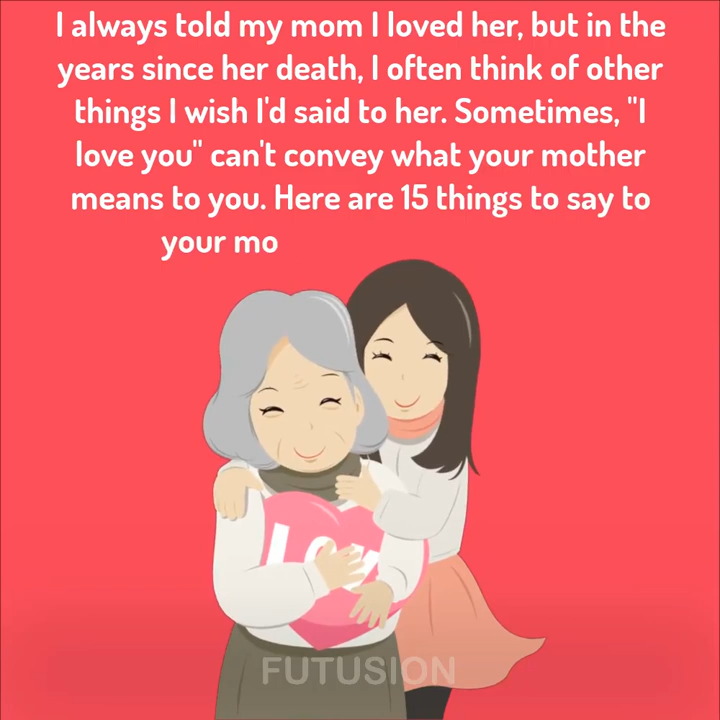 I always told my mom I loved her, but in the
years since her death, I often think of other
things I wish I'd said to her. Sometimes, "I
love you" can't convey what your mother
means to you. Here are 15 things to say to
your mo
LOVE
FUTUSION